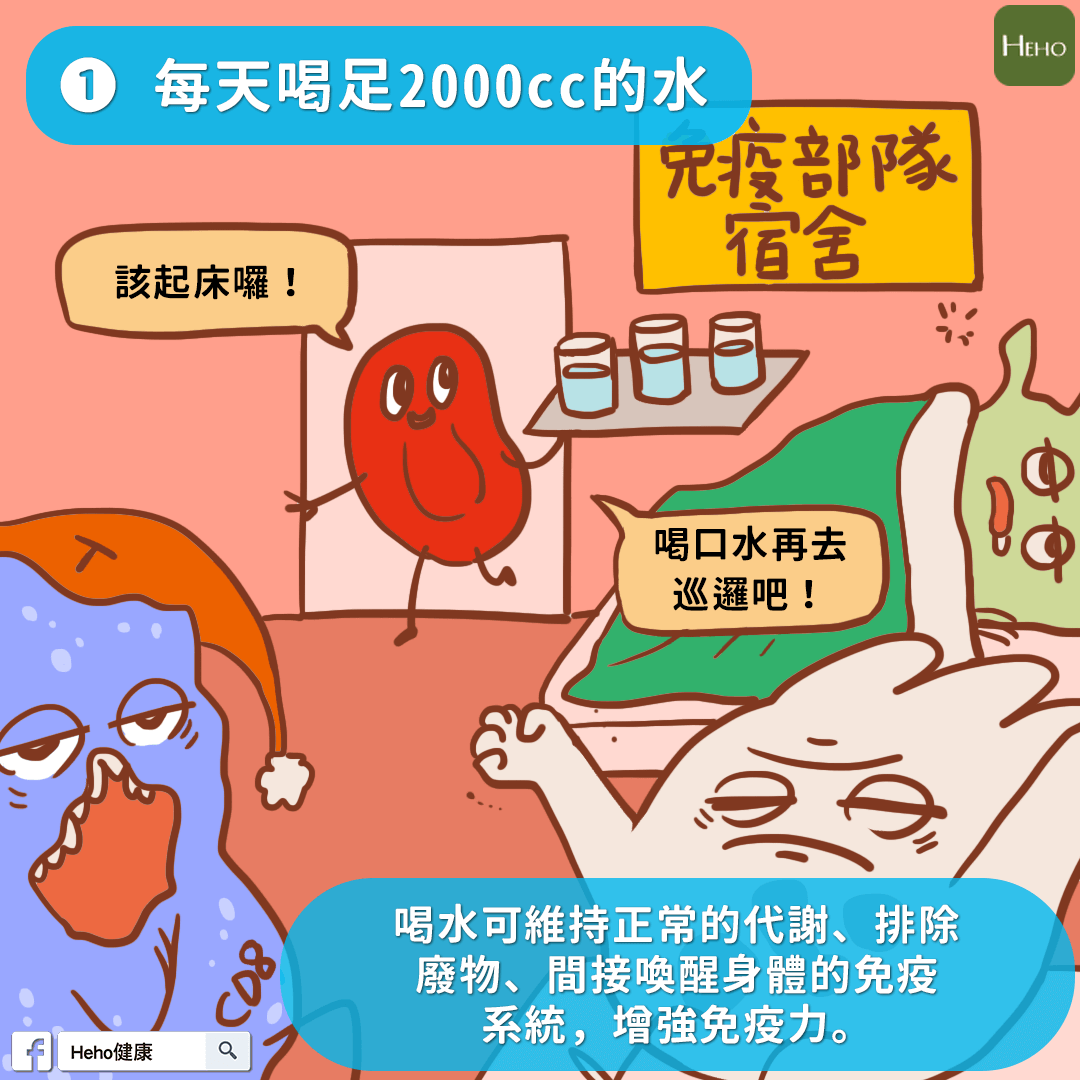 ❶ 每天喝足2000cc的水
HEHO
免疫部隊
宿舍
該起床囉！
喝口水再去
巡邏吧！
T
CD8
喝水可維持正常的代謝、排除
廢物、間接喚醒身體的免疫
系統，增強免疫力。
f Heho健康